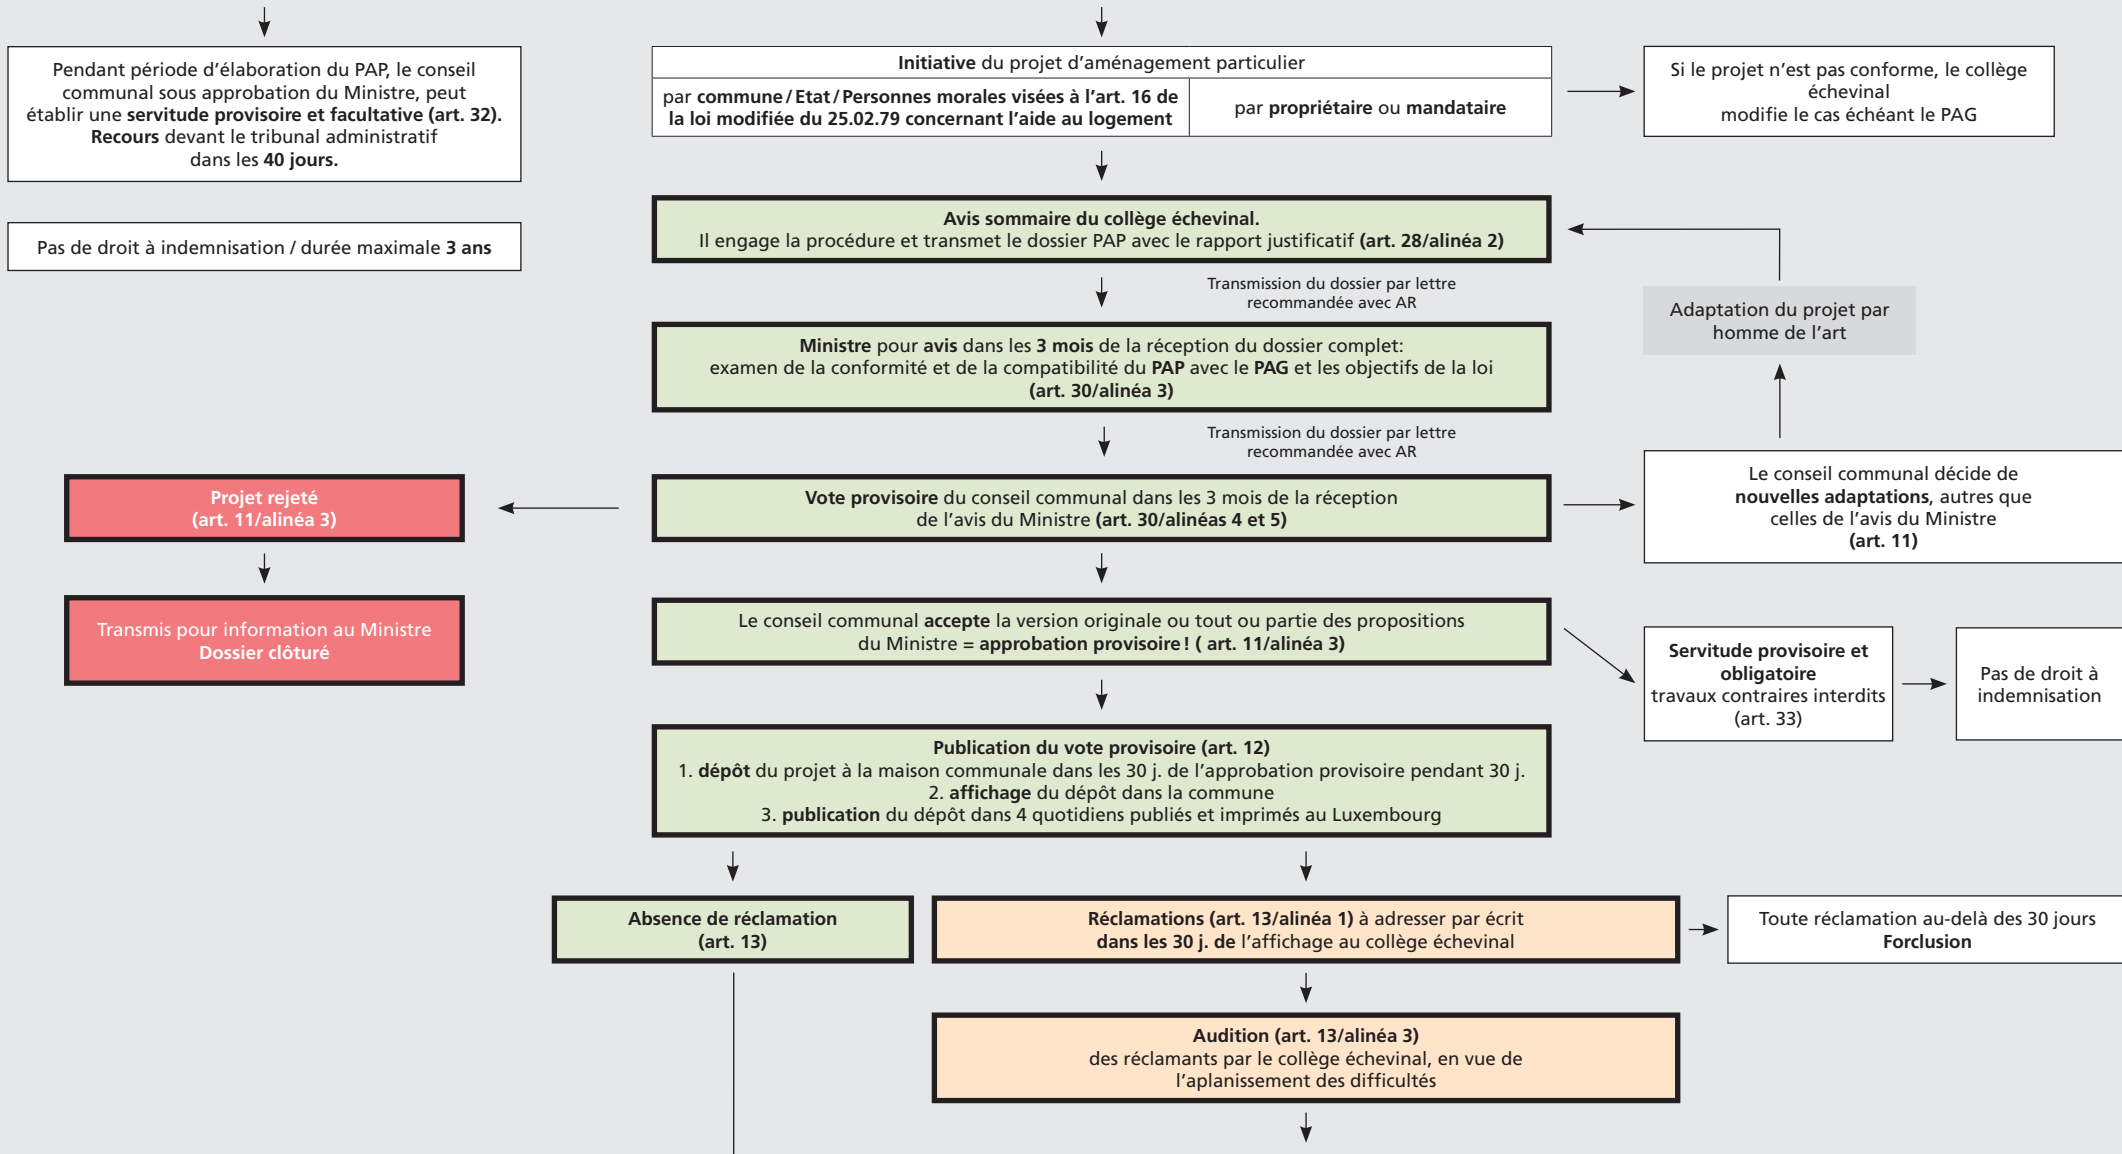 Pendant période d'élaboration du PAP, le conseil
communal sous approbation du Ministre, peut
établir une servitude provisoire et facultative (art. 32).
Recours devant le tribunal administratif
dans les 40 jours.
Pas de droit à indemnisation / durée maximale 3 ans
Initiative du projet d'aménagement particulier
par commune/Etat/Personnes morales visées à l'art. 16 de
la loi modifiée du 25.02.79 concernant l'aide au logement
par propriétaire ou mandataire
Si le projet n'est pas conforme, le collège
échevinal
modifie le cas échéant le PAG
Avis sommaire du collège échevinal.
Il engage la procédure et transmet le dossier PAP avec le rapport justificatif (art. 28/alinéa 2)
Transmission du dossier par lettre
recommandée avec AR
Adaptation du projet par
homme de l'art
Ministre pour avis dans les 3 mois de la réception du dossier complet:
examen de la conformité et de la compatibilité du PAP avec le PAG et les objectifs de la loi
(art. 30/alinéa 3)
Transmission du dossier par lettre
recommandée avec AR
Projet rejeté
(art. 11/alinéa 3)
Vote provisoire du conseil communal dans les 3 mois de la réception
de l'avis du Ministre (art. 30/alinéas 4 et 5)
Le conseil communal décide de
nouvelles adaptations, autres que
celles de l'avis du Ministre
(art. 11)
Transmis pour information au Ministre
Dossier clôturé
Le conseil communal accepte la version originale ou tout ou partie des propositions
du Ministre = approbation provisoire! ( art. 11/alinéa 3)
Servitude provisoire et
obligatoire
travaux contraires interdits
(art. 33)
Pas de droit à
indemnisation
Publication du vote provisoire (art. 12)
1. dépôt du projet à la maison communale dans les 30 j. de l'approbation provisoire pendant 30 j.
2. affichage du dépôt dans la commune
3. publication du dépôt dans 4 quotidiens publiés et imprimés au Luxembourg
Absence de réclamation
(art. 13)
Réclamations (art. 13/alinéa 1) à adresser par écrit
dans les 30 j. de l'affichage au collège échevinal
Toute réclamation au-delà des 30 jours
Forclusion
Audition (art. 13/alinéa 3)
des réclamants par le collège échevinal, en vue de
l'aplanissement des difficultés